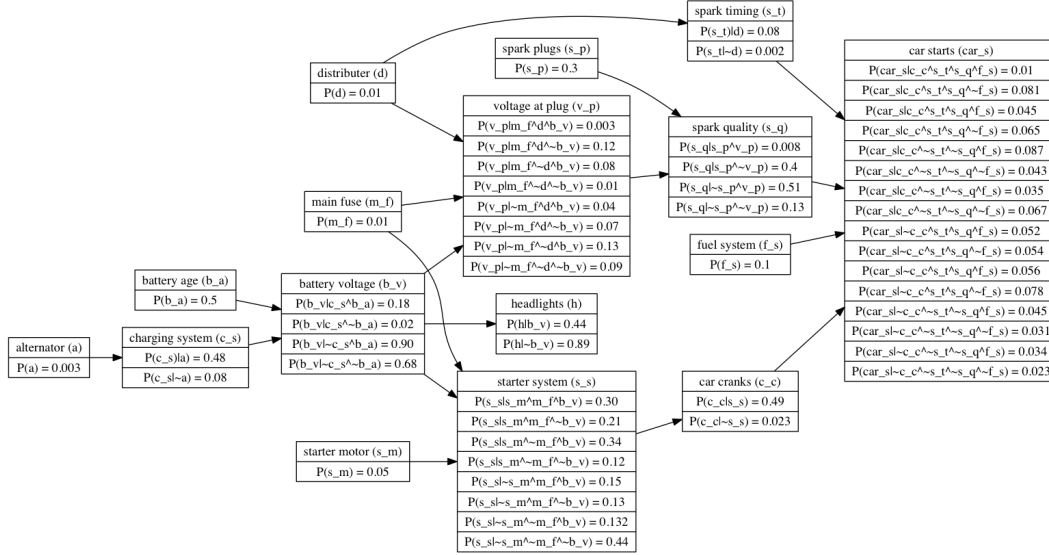 spark timing (s_t)
P(s_t)|d) = 0.08
P(s_t|~d) = 0.002
spark plugs (s_p)
P(s_p) = 0.3
distributer (d)
P(d) = 0.01
voltage at plug (v_p)
P(v_p|m_f^d^b_v) = 0.003
P(v_p|m_f^d^~b_v) = 0.12
P(v_p|m_f^~d^b_v) = 0.08
P(v_p|m_f^~d^~b_v) = 0.01
P(v_p|~m_f^d^b_v) = 0.04
P(v_p|~m_f^d^~b_v) = 0.07
P(v_p|~m_f^~d^b_v) = 0.13
P(v_p|~m_f^~d^~b_v) = 0.09
spark quality (s_q)
P(s_q|s_p^v_p) = 0.008
P(s_q|s_p^~v_p) = 0.4
P(s_q|~s_p^v_p) = 0.51
P(s_q|~s_p^~v_p) = 0.13
car starts (car_s)
P(car_s|c_c^s_t^s_q^f_s) = 0.01
P(car_s|c_c^s_t^s_q^~f_s) = 0.081
P(car_s|c_c^s_t^s_q^f_s) = 0.045
P(car_s|c_c^s_t^s_q^~f_s) = 0.065
P(car_s|c_c^~s_t^~s_q^f_s) = 0.087
P(car_s|c_c^~s_t^~s_q^~f_s) = 0.043
P(car_s|c_c^~s_t^~s_q^f_s) = 0.035
P(car_s|c_c^~s_t^~s_q^~f_s) = 0.067
P(car_s|~c_c^s_t^s_q^f_s) = 0.052
P(car_s|~c_c^s_t^s_q^~f_s) = 0.054
P(car_s|~c_c^s_t^s_q^f_s) = 0.056
P(car_s|~c_c^s_t^s_q^~f_s) = 0.078
P(car_s|~c_c^~s_t^~s_q^f_s) = 0.045
P(car_s|~c_c^~s_t^~s_q^~f_s) = 0.031
P(car_s|~c_c^~s_t^~s_q^f_s) = 0.034
P(car_s|~c_c^~s_t^~s_q^~f_s) = 0.023
main fuse (m_f)
P(m_f) = 0.01
fuel system (f_s)
P(f_s) = 0.1
battery age (b_a)
P(b_a) = 0.5
battery voltage (b_v)
P(b_v|c_s^b_a) = 0.18
P(b_v|c_s^~b_a) = 0.02
P(b_v|~c_s^b_a) = 0.90
P(b_v|~c_s^~b_a) = 0.68
headlights (h)
P(h|b_v) = 0.44
P(h|~b_v) = 0.89
alternator (a)
P(a) = 0.003
charging system (c_s)
P(c_s)|a) = 0.48
P(c_s|~a) = 0.08
starter system (s_s)
P(s_s|s_m^m_f^b_v) = 0.30
P(s_s|s_m^m_f^~b_v) = 0.21
P(s_s|s_m^~m_f^b_v) = 0.34
P(s_s|s_m^~m_f^~b_v) = 0.12
P(s_s|~s_m^m_f^b_v) = 0.15
P(s_s|~s_m^m_f^~b_v) = 0.13
P(s_s|~s_m^~m_f^b_v) = 0.132
P(s_s|~s_m^~m_f^~b_v) = 0.44
car cranks (c_c)
P(c_c|s_s) = 0.49
P(c_c|~s_s) = 0.023
starter motor (s_m)
P(s_m) = 0.05